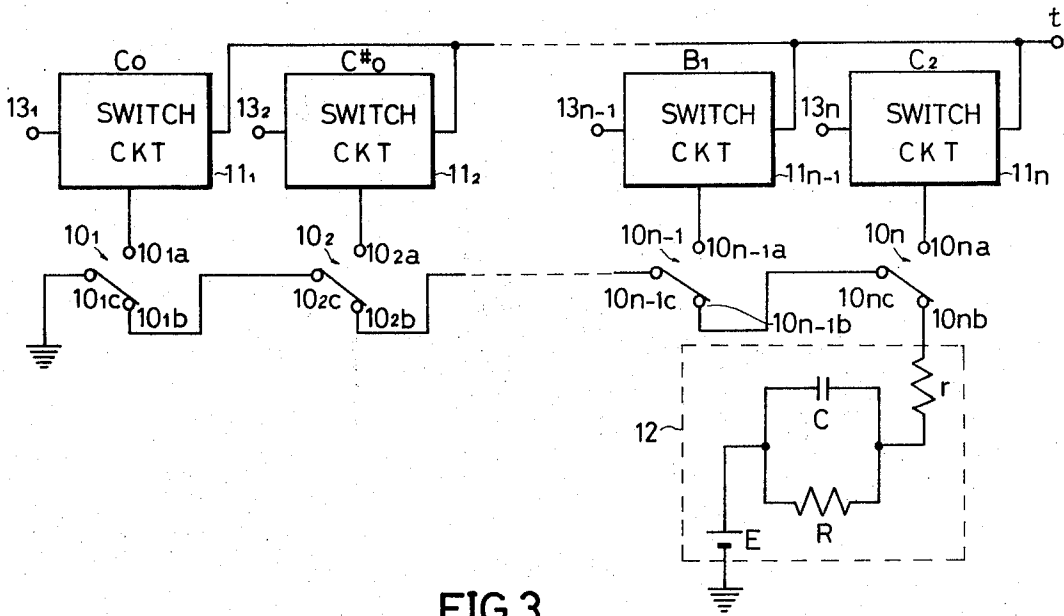 t
C₀ C#₀ B₁ C₂
13₁ SWITCH CKT 11₁
13₂ SWITCH CKT 11₂
13n-1 SWITCH CKT 11n-1
13n SWITCH CKT 11n
10₁ 10₁a 10₁c 10₁b
10₂ 10₂a 10₂c 10₂b
10n-1 10n-1a 10n-1c 10n-1b
10n 10na 10nc 10nb
r
C
12
R
E
FIG.3